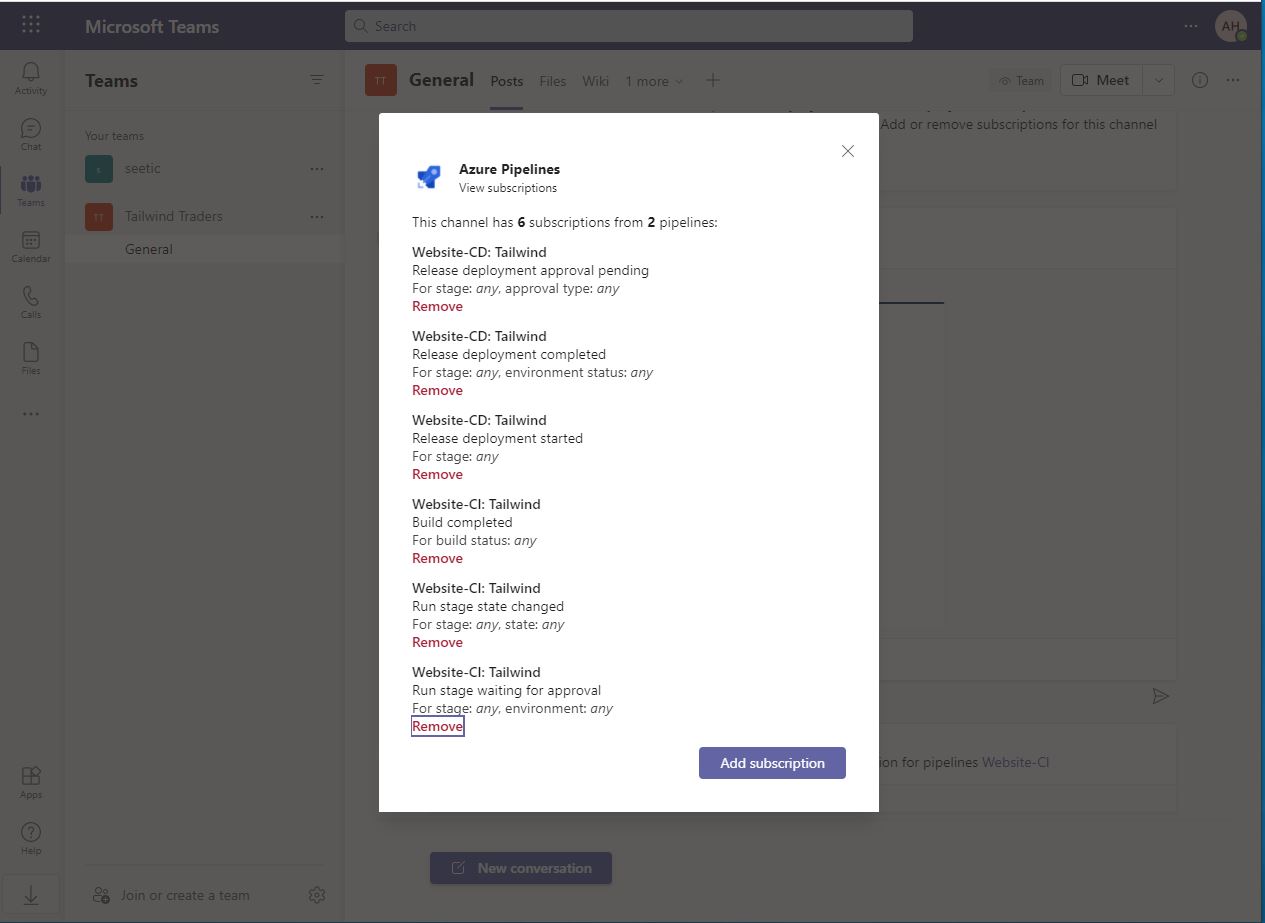 Microsoft Teams
Search
AH
Activity
Chat
Teams
Calendar
Calls
Files
Apps
Help
Teams
Your teams
s
seetic
TT
Tailwind Traders
General
Join or create a team
TT
General
Posts
Files
Wiki
1 more
Team
Meet
Add or remove subscriptions for this channel
Azure Pipelines
View subscriptions
This channel has 6 subscriptions from 2 pipelines:
Website-CD: Tailwind
Release deployment approval pending
For stage: any, approval type: any
Remove
Website-CD: Tailwind
Release deployment completed
For stage: any, environment status: any
Remove
Website-CD: Tailwind
Release deployment started
For stage: any
Remove
Website-CI: Tailwind
Build completed
For build status: any
Remove
Website-CI: Tailwind
Run stage state changed
For stage: any, state: any
Remove
Website-CI: Tailwind
Run stage waiting for approval
For stage: any, environment: any
Remove
Add subscription
ion for pipelines Website-CI
New conversation